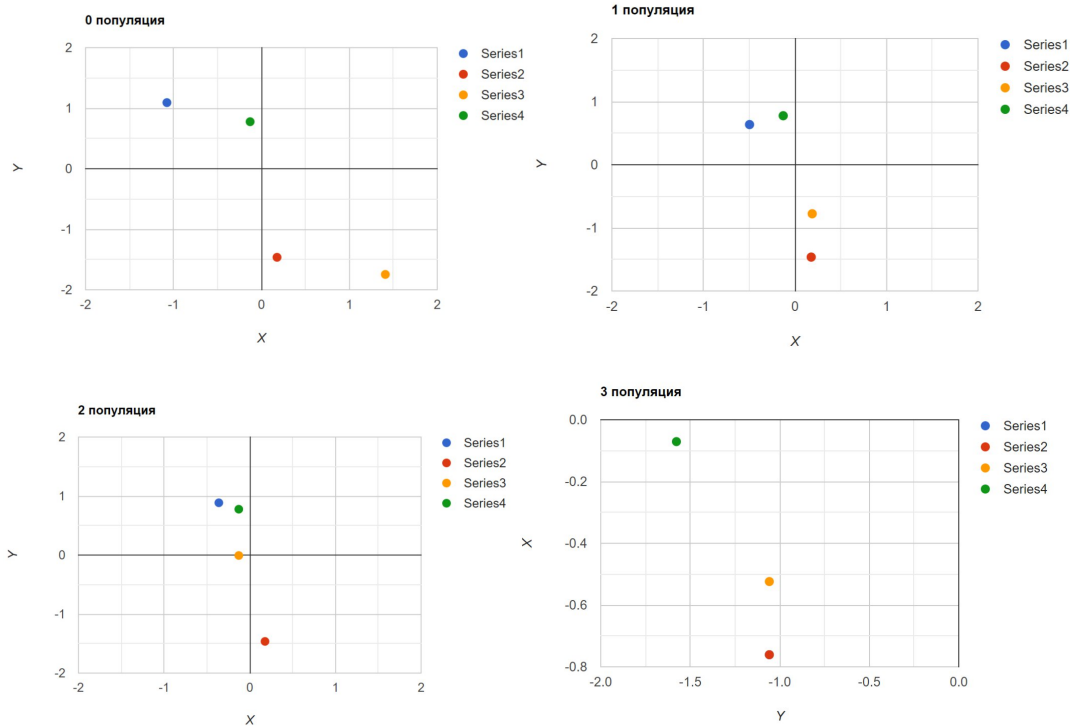 0 популяция
2
1
0
-1
-2
-2
-1
0
1
2
Y
X
Series1
Series2
Series3
Series4
1 популяция
2
1
0
-1
-2
-2
-1
0
1
2
Y
X
Series1
Series2
Series3
Series4
2 популяция
2
1
0
-1
-2
-2
-1
0
1
2
Y
X
Series1
Series2
Series3
Series4
3 популяция
0.0
-0.2
-0.4
-0.6
-0.8
-2.0
-1.5
-1.0
-0.5
0.0
X
Y
Series1
Series2
Series3
Series4